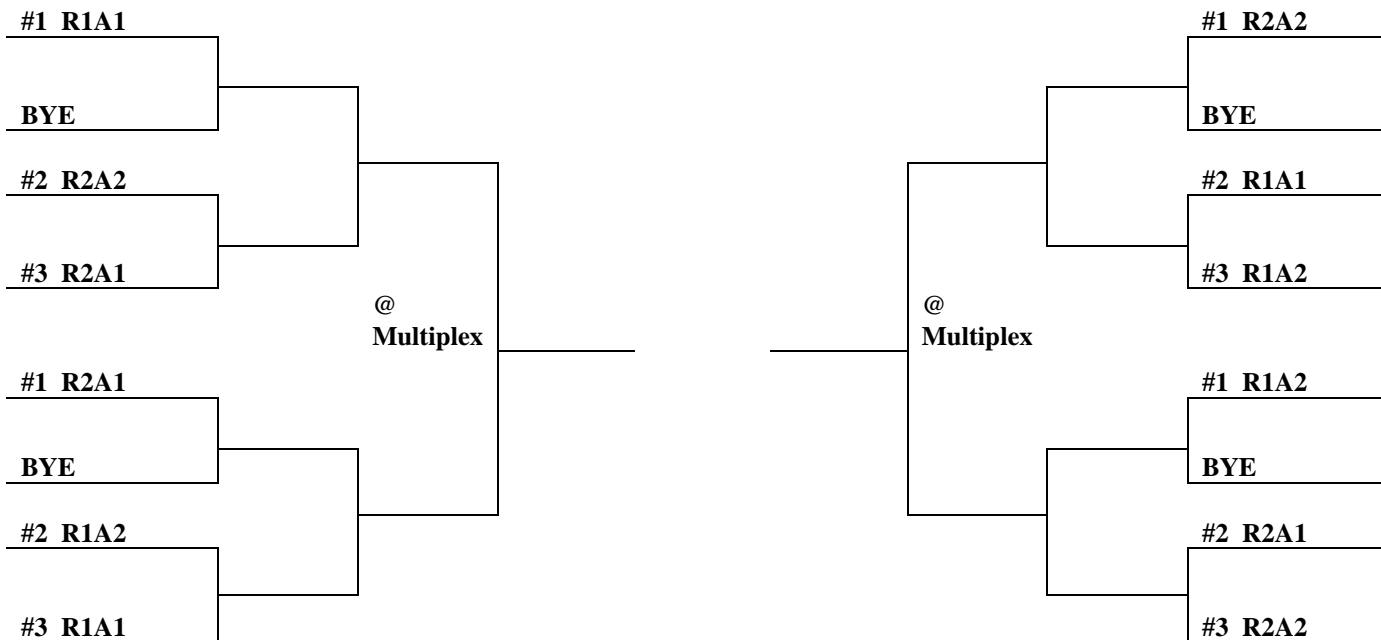 #1 R1A1
BYE
#2 R2A2
#3 R2A1
@
Multiplex
#1 R2A1
BYE
#2 R1A2
#3 R1A1
#1 R2A2
BYE
#2 R1A1
#3 R1A2
@
Multiplex
#1 R1A2
BYE
#2 R2A1
#3 R2A2